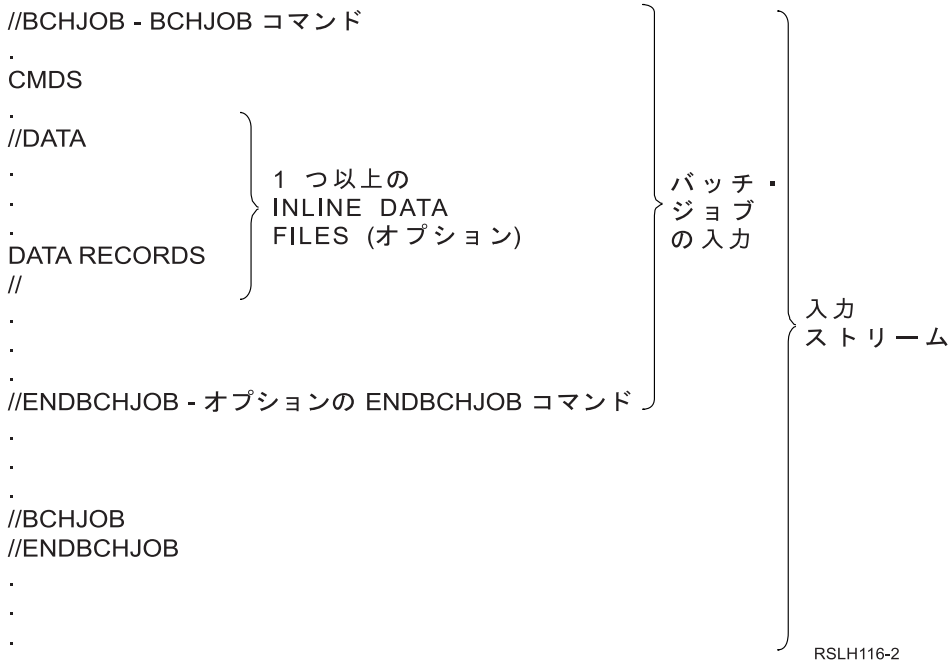 //BCHJOB - BCHJOB コマンド
.
CMDS
.
//DATA
.
.
.
DATA RECORDS
//
.
.
.
//ENDBCHJOB - オプションの ENDBCHJOB コマンド
.
.
.
//BCHJOB
//ENDBCHJOB
.
.
.
1 つ以上の
INLINE DATA
FILES (オプション)
バッチ・
ジョブ
の入力
入力
ストリーム
RSLH116-2